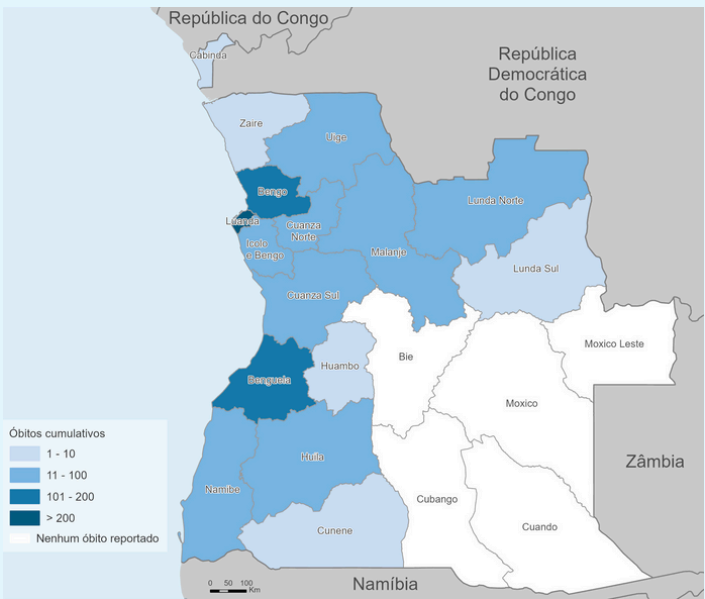 República do Congo
Cabinda
República
Democrática
do Congo
Zaire
Uíge
Bengo
Lunda Norte
Luanda
Cuanza
Norte
Icolo
e Bengo
Malanje
Lunda Sul
Cuanza Sul
Moxico Leste
Bie
Huambo
Benguela
Moxico
Óbitos cumulativos
1 - 10
11 - 100
101 - 200
> 200
Nenhum óbito reportado
Huíla
Zâmbia
Namibe
Cubango
Cuando
Cunene
0 50 100
Km
Namíbia